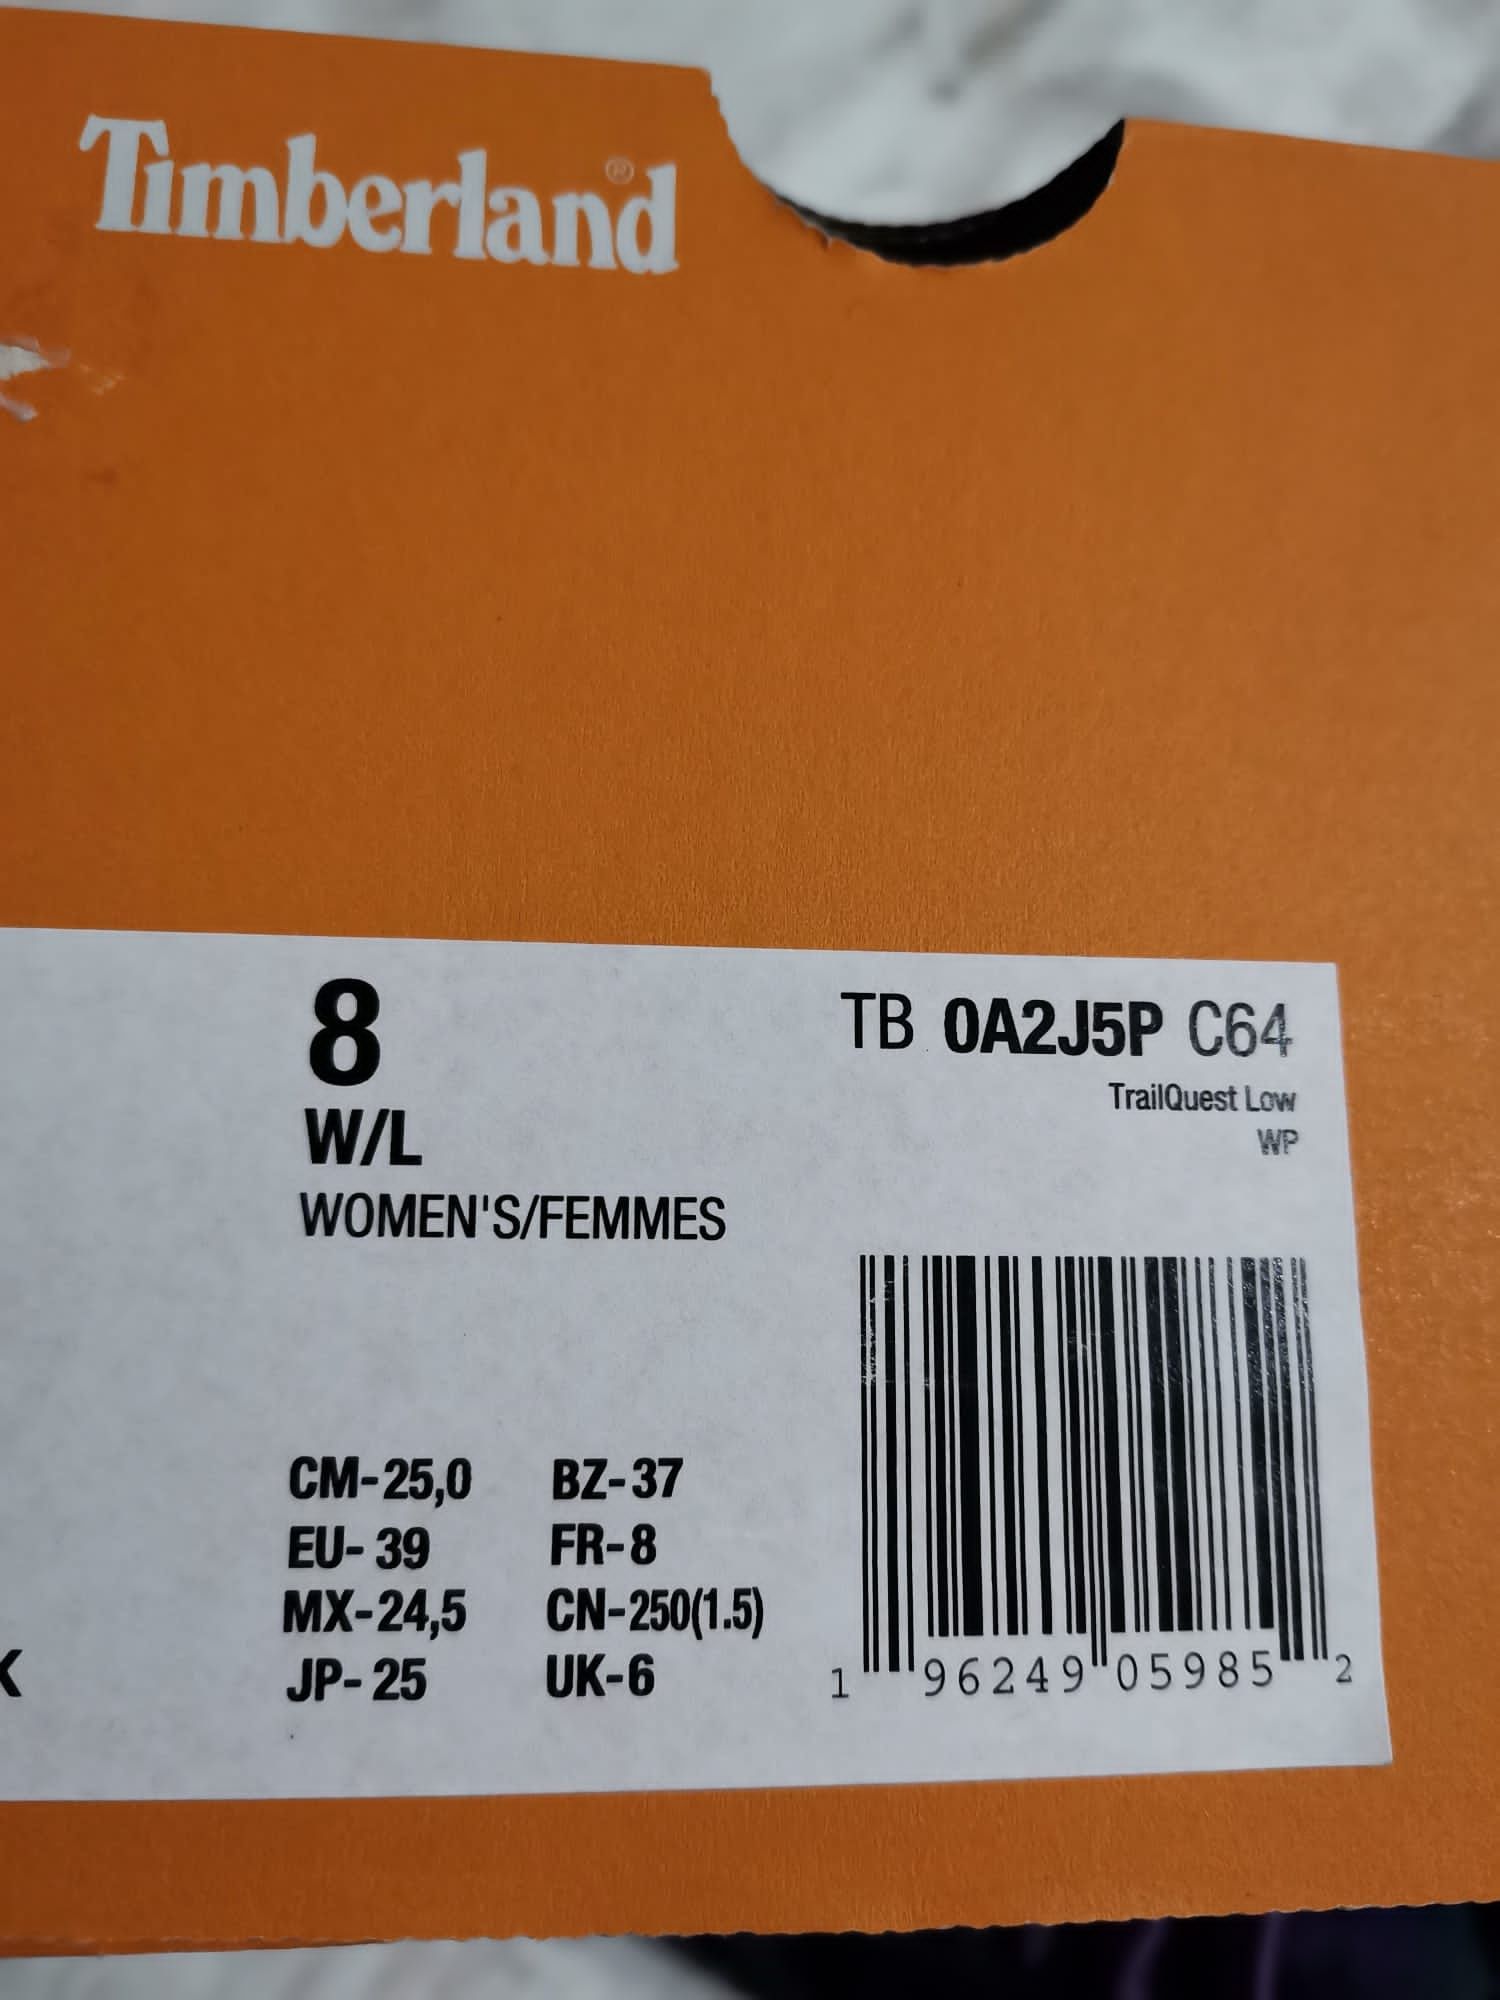 Timberland®
8
W/L
WOMEN'S/FEMMES
TB 0A2J5P C64
TrailQuest Low
WP
CM-25,0 BZ-37
EU-39 FR-8
MX-24,5 CN-250(1.5)
JP-25 UK-6
K
1 96249 05985 2